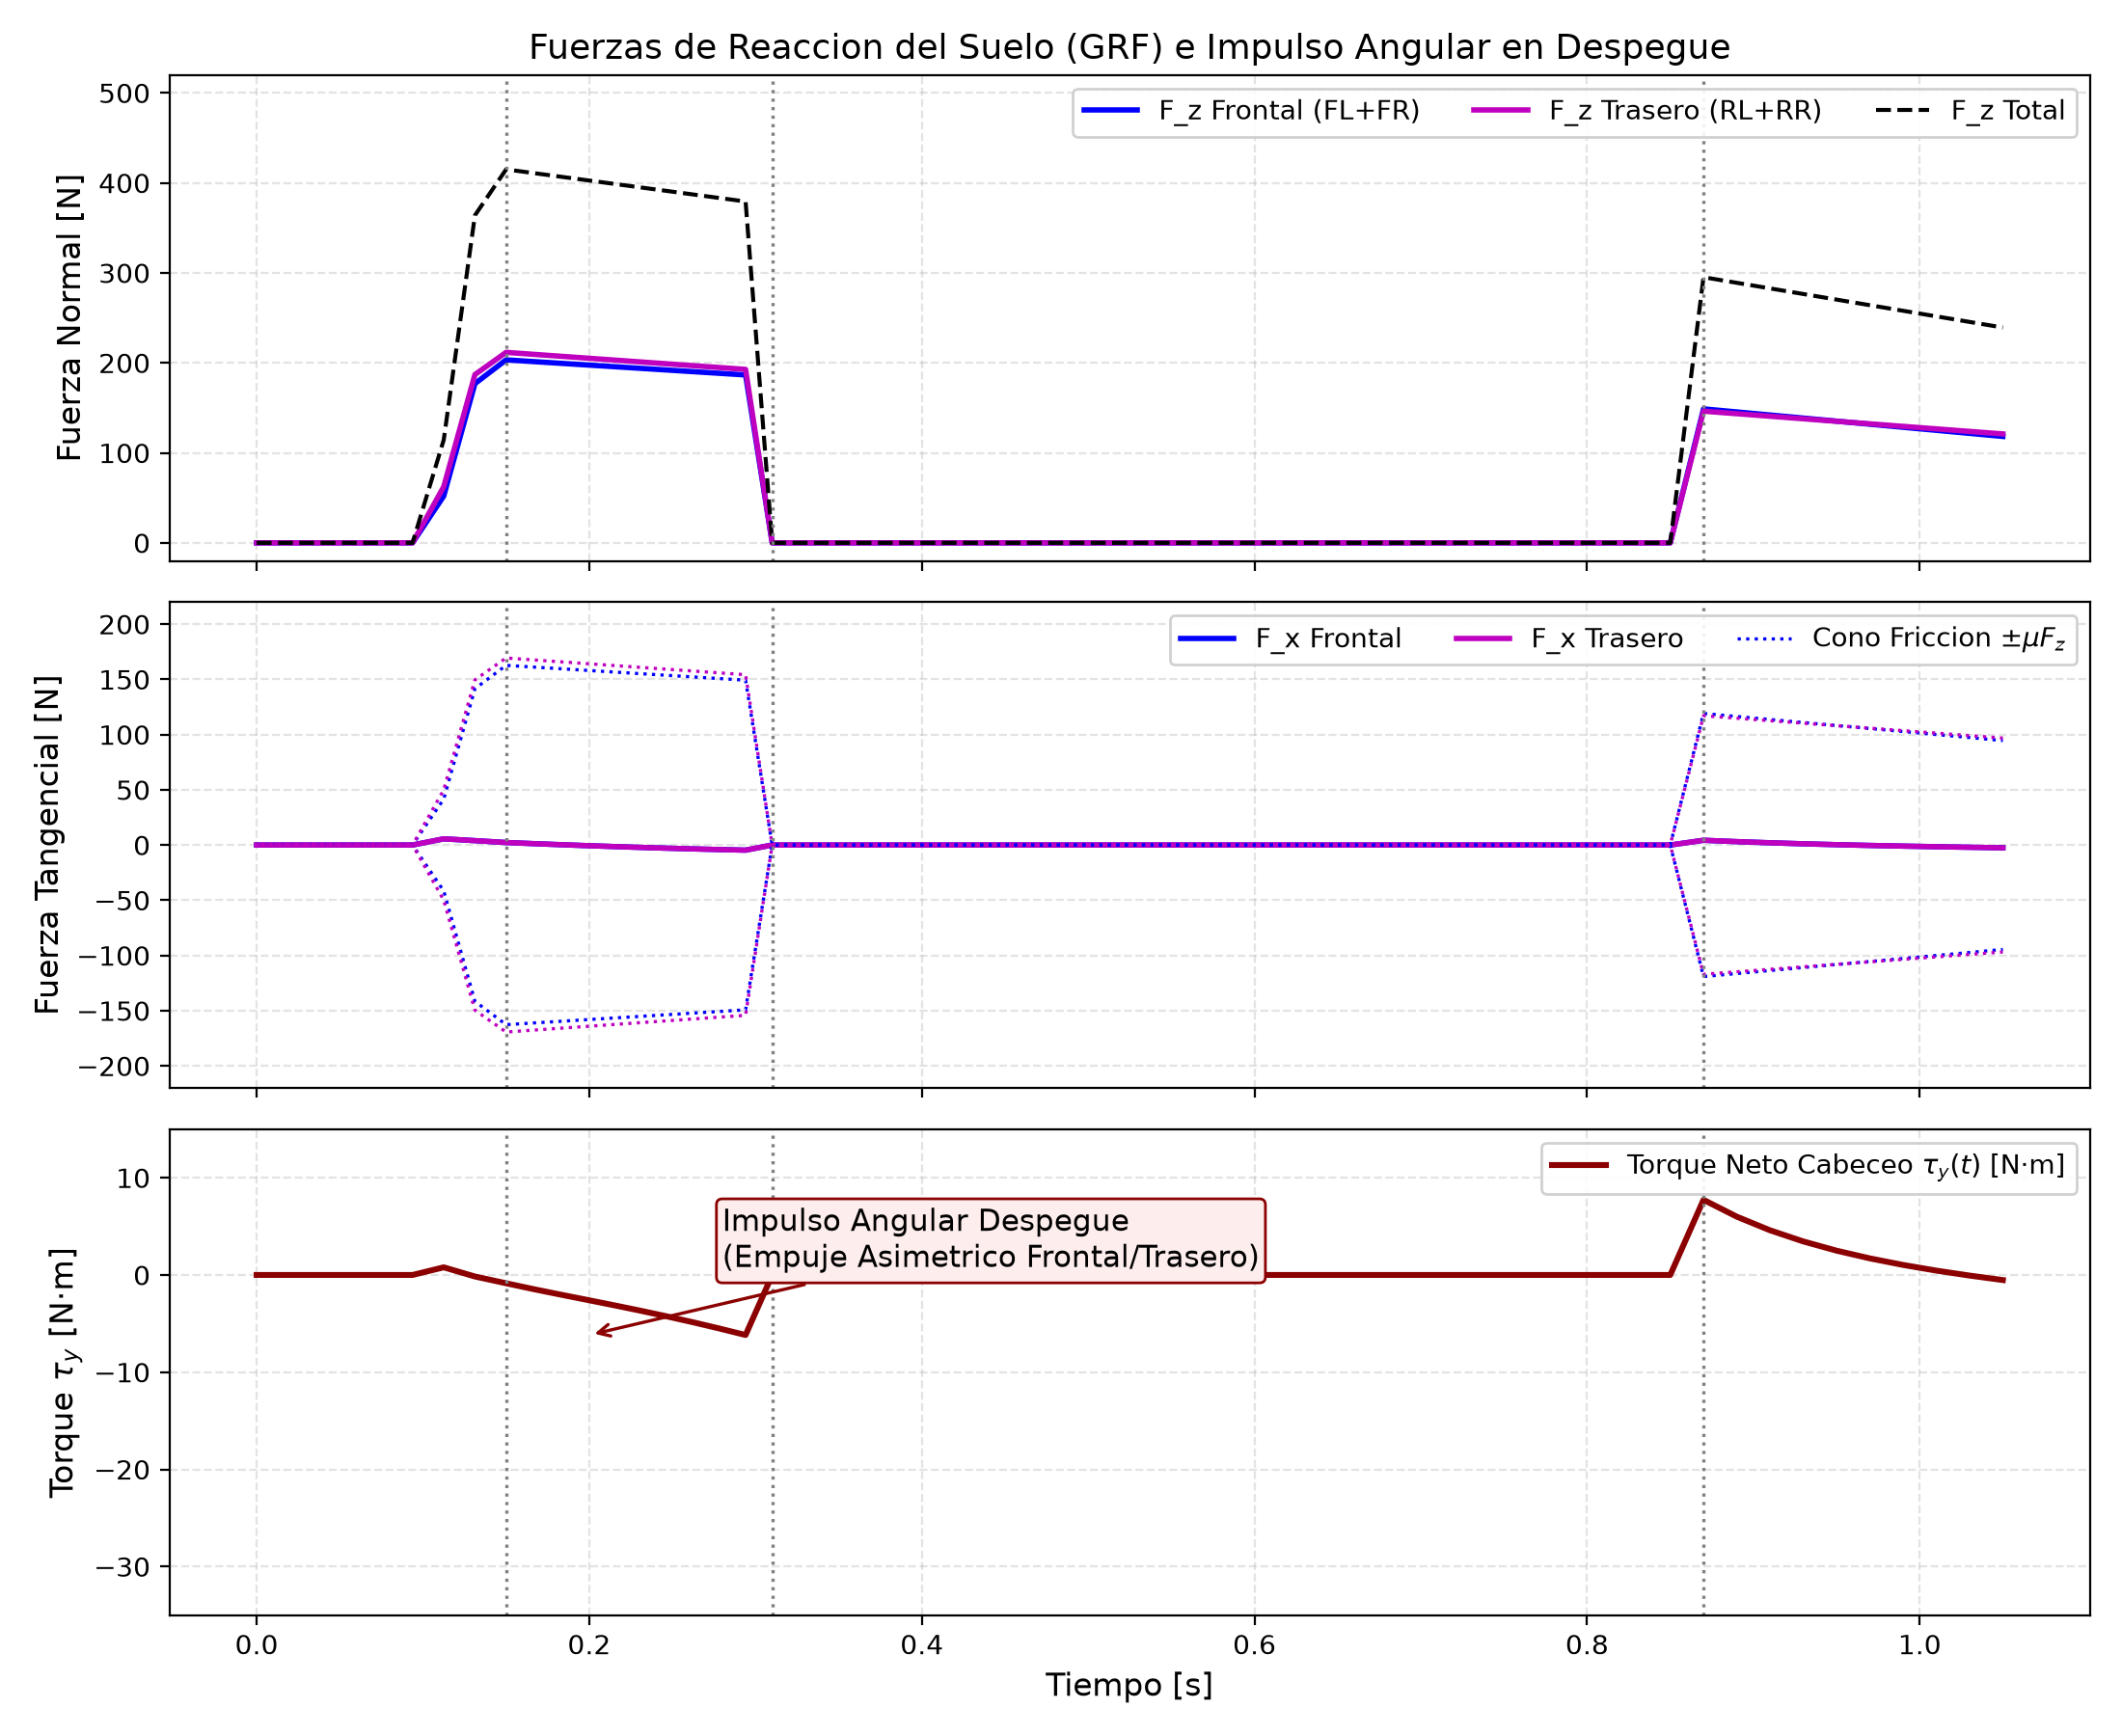 Fuerzas de Reaccion del Suelo (GRF) e Impulso Angular en Despegue
Fuerza Normal [N]
500
400
300
200
100
0
F_z Frontal (FL+FR)
F_z Trasero (RL+RR)
F_z Total
Fuerza Tangencial [N]
200
150
100
50
0
−50
−100
−150
−200
F_x Frontal
F_x Trasero
Cono Friccion ±μF_z
Torque τ_y [N·m]
10
0
−10
−20
−30
Torque Neto Cabeceo τ_y(t) [N·m]
Impulso Angular Despegue
(Empuje Asimetrico Frontal/Trasero)
0.0
0.2
0.4
0.6
0.8
1.0
Tiempo [s]